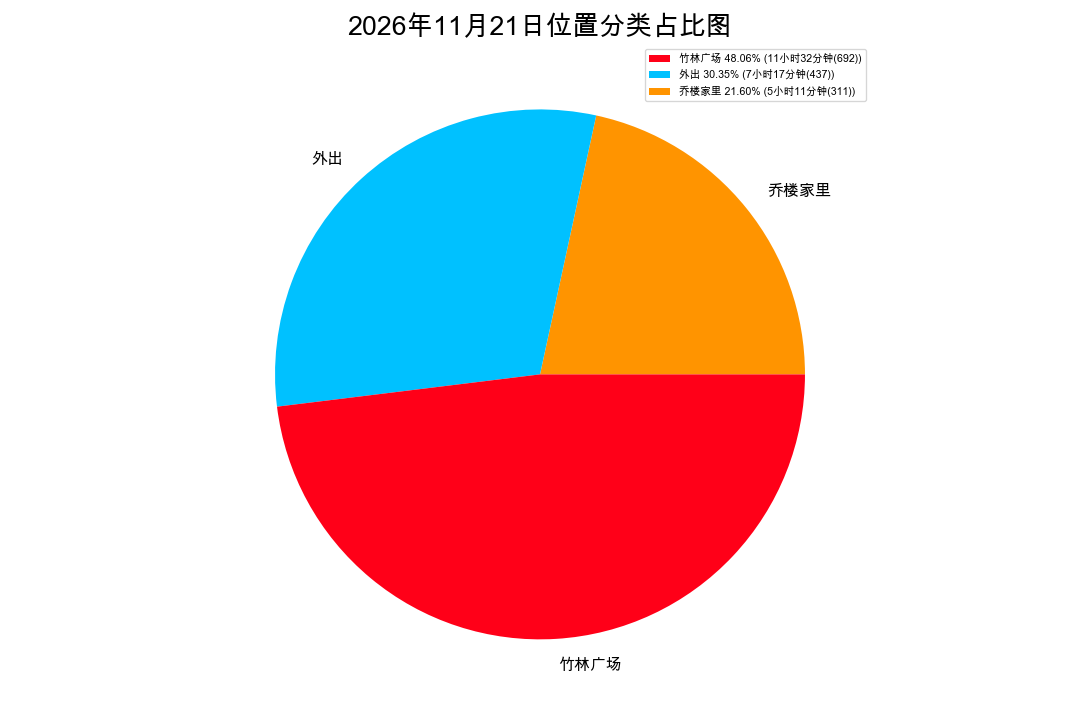 2026年11月21日位置分类占比图
竹林广场 48.06% (11小时32分钟(692))
外出 30.35% (7小时17分钟(437))
乔楼家里 21.60% (5小时11分钟(311))
外出
乔楼家里
竹林广场